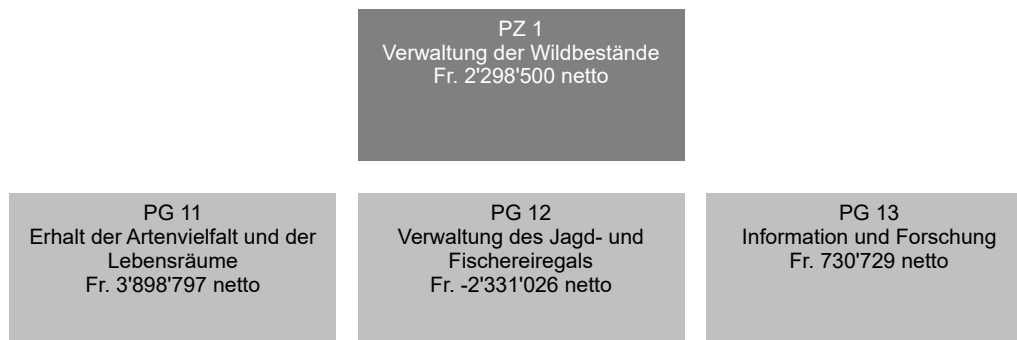 PZ 1
Verwaltung der Wildbestände
Fr. 2'298'500 netto
PG 11
Erhalt der Artenvielfalt und der
Lebensräume
Fr. 3'898'797 netto
PG 12
Verwaltung des Jagd- und
Fischereiregals
Fr. -2'331'026 netto
PG 13
Information und Forschung
Fr. 730'729 netto